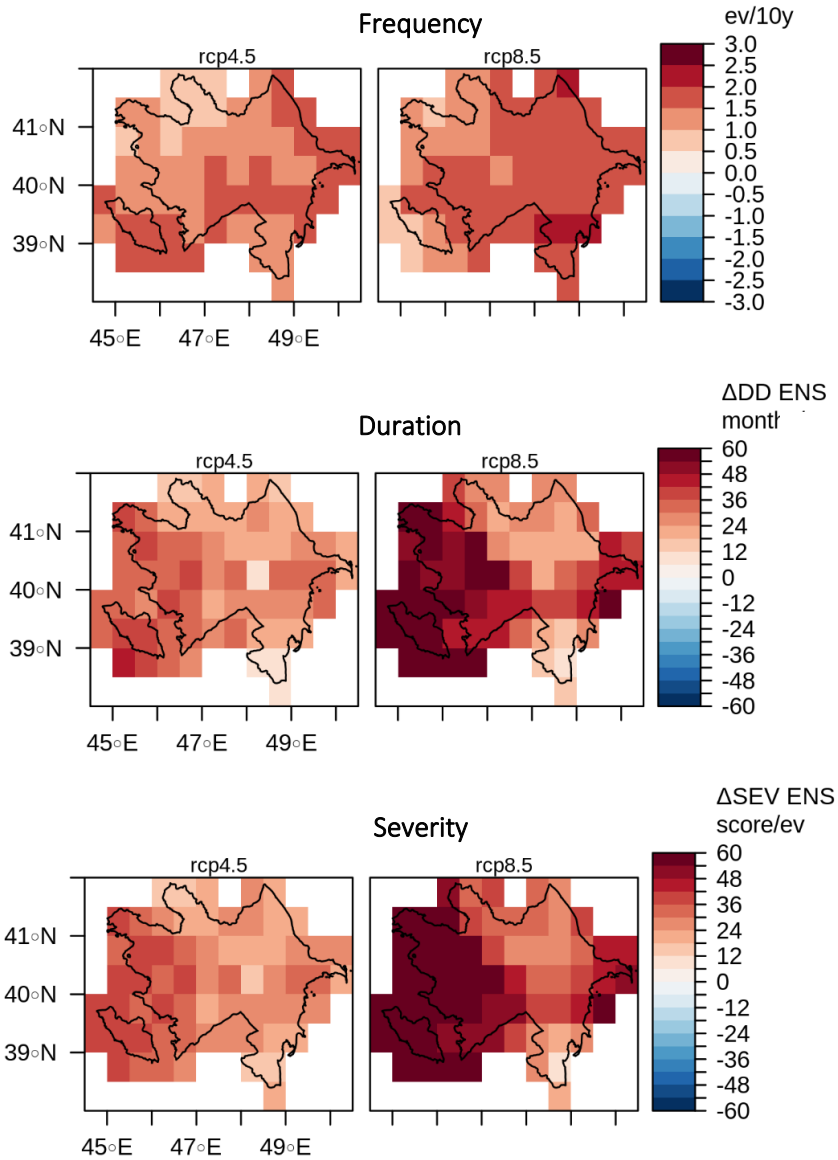 Frequency
ev/10y
rcp4.5
rcp8.5
3.0
2.5
2.0
1.5
1.0
0.5
0.0
-0.5
-1.0
-1.5
-2.0
-2.5
-3.0
41◦N
40◦N
39◦N
45◦E 47◦E 49◦E
Duration
ΔDD ENS
rcp4.5
rcp8.5
60
48
36
24
12
0
-12
-24
-36
-48
-60
41◦N
40◦N
39◦N
45◦E 47◦E 49◦E
Severity
ΔSEV ENS
score/ev
rcp4.5
rcp8.5
60
48
36
24
12
0
-12
-24
-36
-48
-60
41◦N
40◦N
39◦N
45◦E 47◦E 49◦E